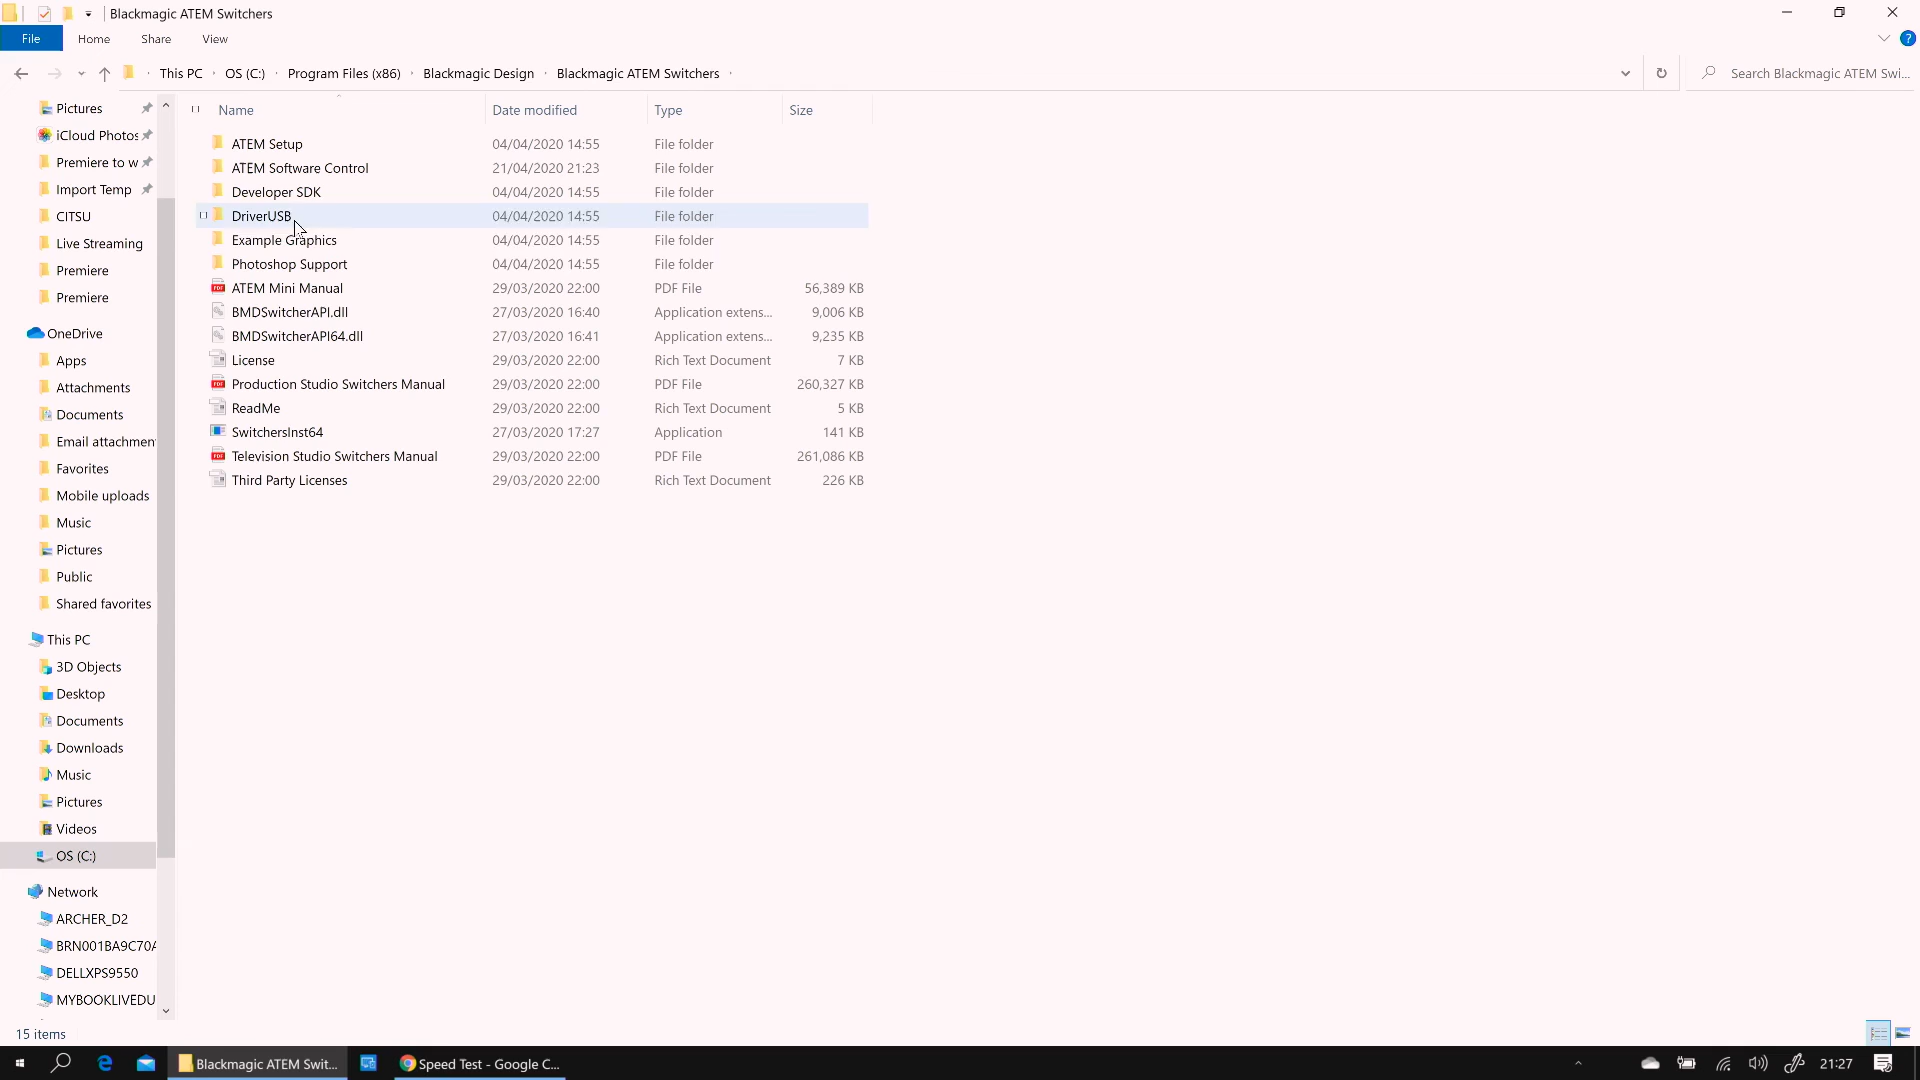 Blackmagic ATEM Switchers
File Home Share View
This PC OS (C:) Program Files (x86) Blackmagic Design Blackmagic ATEM Switchers Search Blackmagic ATEM Swi...
Name Date modified Type Size
ATEM Setup 04/04/2020 14:55 File folder
ATEM Software Control 21/04/2020 21:23 File folder
Developer SDK 04/04/2020 14:55 File folder
DriverUSB 04/04/2020 14:55 File folder
Example Graphics 04/04/2020 14:55 File folder
Photoshop Support 04/04/2020 14:55 File folder
ATEM Mini Manual 29/03/2020 22:00 PDF File 56,389 KB
BMDSwitcherAPI.dll 27/03/2020 16:40 Application extens... 9,006 KB
BMDSwitcherAPI64.dll 27/03/2020 16:41 Application extens... 9,235 KB
License 29/03/2020 22:00 Rich Text Document 7 KB
Production Studio Switchers Manual 29/03/2020 22:00 PDF File 260,327 KB
ReadMe 29/03/2020 22:00 Rich Text Document 5 KB
SwitchersInst64 27/03/2020 17:27 Application 141 KB
Television Studio Switchers Manual 29/03/2020 22:00 PDF File 261,086 KB
Third Party Licenses 29/03/2020 22:00 Rich Text Document 226 KB
Pictures
iCloud Photos
Premiere to w
Import Temp
CITSU
Live Streaming
Premiere
Premiere
OneDrive
Apps
Attachments
Documents
Email attachmen
Favorites
Mobile uploads
Music
Pictures
Public
Shared favorites
This PC
3D Objects
Desktop
Documents
Downloads
Music
Pictures
Videos
OS (C:)
Network
ARCHER_D2
BRN001BA9C70A
DELLXPS9550
MYBOOKLIVEDU
15 items
Blackmagic ATEM Swit... Speed Test - Google C... 21:27